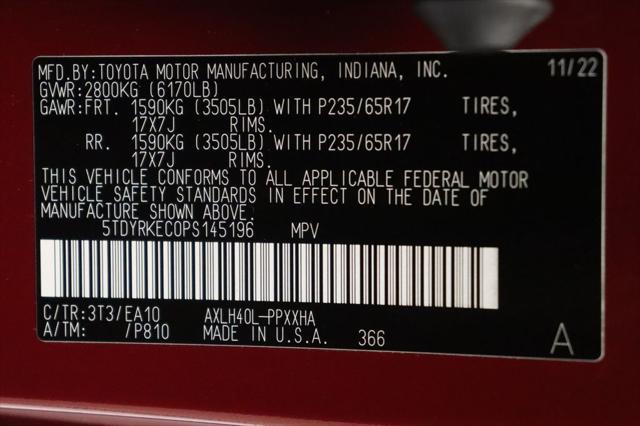 MFD.BY:TOYOTA MOTOR MANUFACTURING, INDIANA, INC. 11/22
GVWR:2800KG (6170LB)
GAWR:FRT. 1590KG (3505LB) WITH P235/65R17 TIRES,
17X7J RIMS.
RR. 1590KG (3505LB) WITH P235/65R17 TIRES,
17X7J RIMS.
THIS VEHICLE CONFORMS TO ALL APPLICABLE FEDERAL MOTOR
VEHICLE SAFETY STANDARDS IN EFFECT ON THE DATE OF
MANUFACTURE SHOWN ABOVE.
5TDYRKEC0PS145196 MPV
C/TR:3T3/EA10 AXLH40L-PPXXHA
A/TM: /P810 MADE IN U.S.A. 366 A